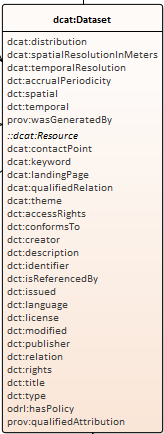 dcat:Dataset
dcat:distribution
dcat:spatialResolutionInMeters
dcat:temporalResolution
dct:accrualPeriodicity
dct:spatial
dct:temporal
prov:wasGeneratedBy
::dcat:Resource
dcat:contactPoint
dcat:keyword
dcat:landingPage
dcat:qualifiedRelation
dcat:theme
dct:accessRights
dct:conformsTo
dct:creator
dct:description
dct:identifier
dct:isReferencedBy
dct:issued
dct:language
dct:license
dct:modified
dct:publisher
dct:relation
dct:rights
dct:title
dct:type
odrl:hasPolicy
prov:qualifiedAttribution